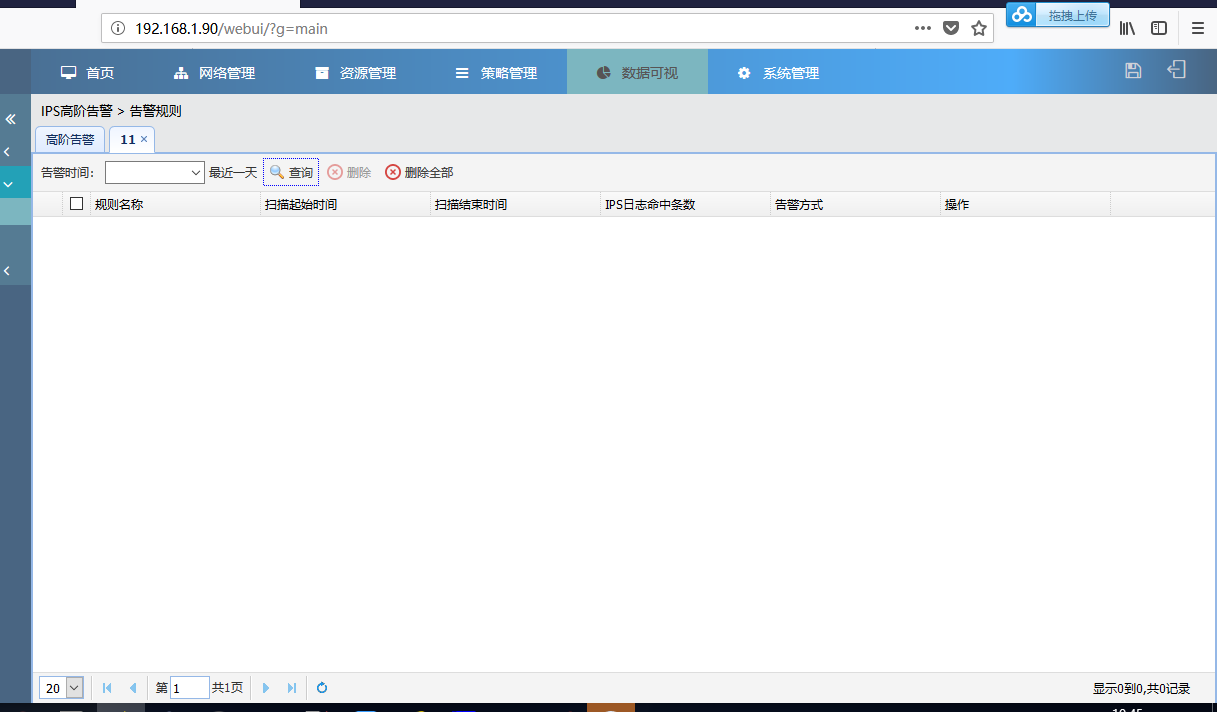 192.168.1.90/webui/?g=main
拖拽上传
首页 网络管理 资源管理 策略管理 数据可视 系统管理
IPS高阶告警 > 告警规则
高阶告警 11 ×
告警时间: 最近一天 查询 删除 删除全部
规则名称 扫描起始时间 扫描结束时间 IPS日志命中条数 告警方式 操作
20 第 1 共1页 显示0到0,共0记录